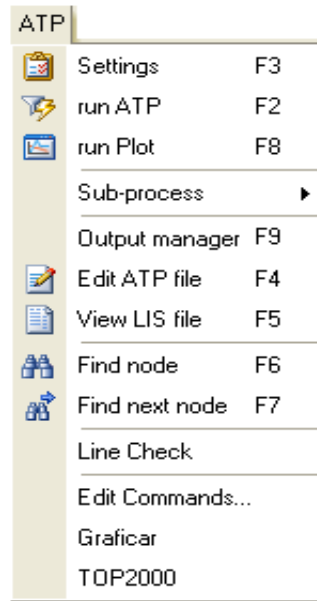 ATP
Settings F3
run ATP F2
run Plot F8
Sub-process
Output manager F9
Edit ATP file F4
View LIS file F5
Find node F6
Find next node F7
Line Check
Edit Commands...
Graficar
TOP2000